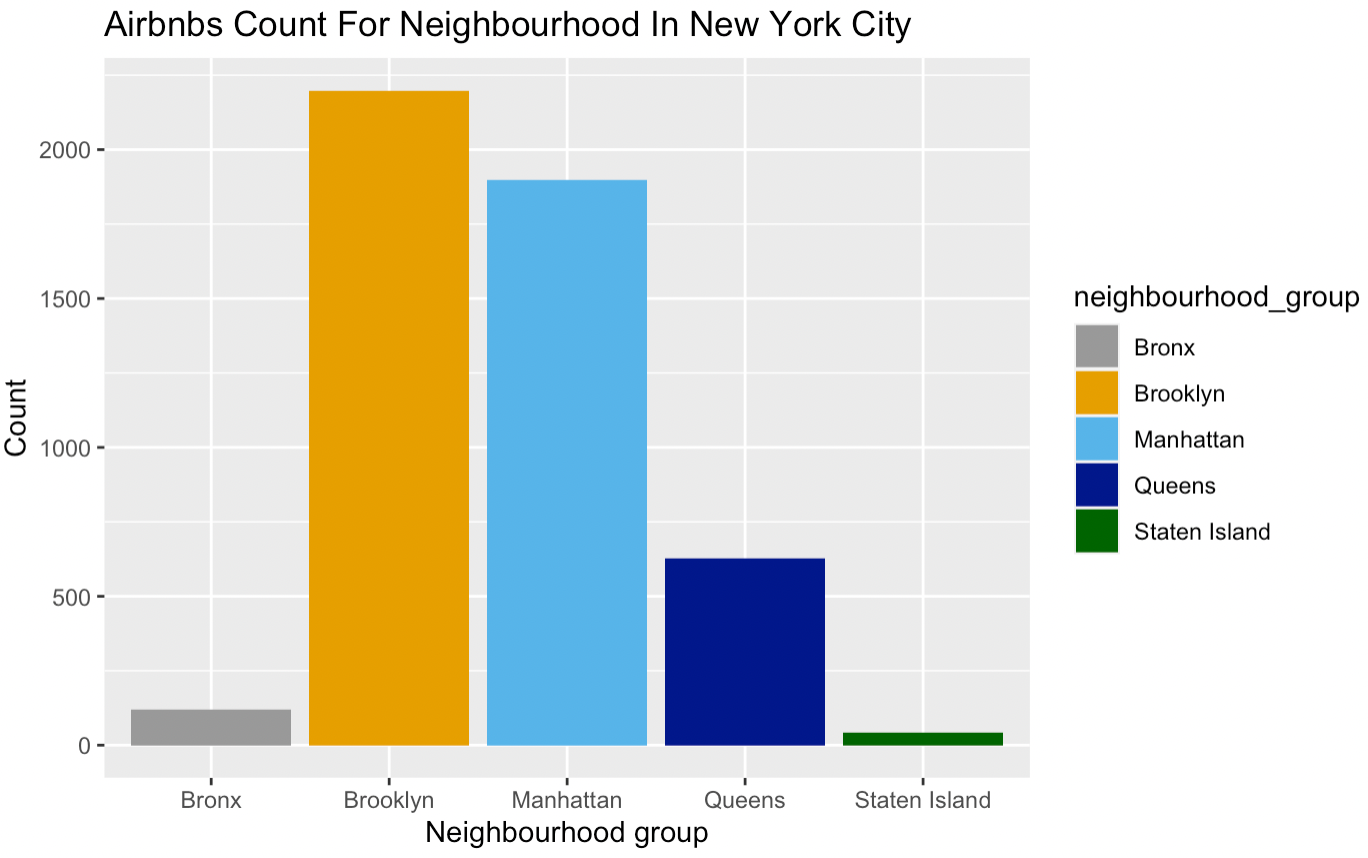 Airbnbs Count For Neighbourhood In New York City
2000
1500
1000
500
0
Count
Bronx
Brooklyn
Manhattan
Queens
Staten Island
Neighbourhood group
neighbourhood_group
Bronx
Brooklyn
Manhattan
Queens
Staten Island